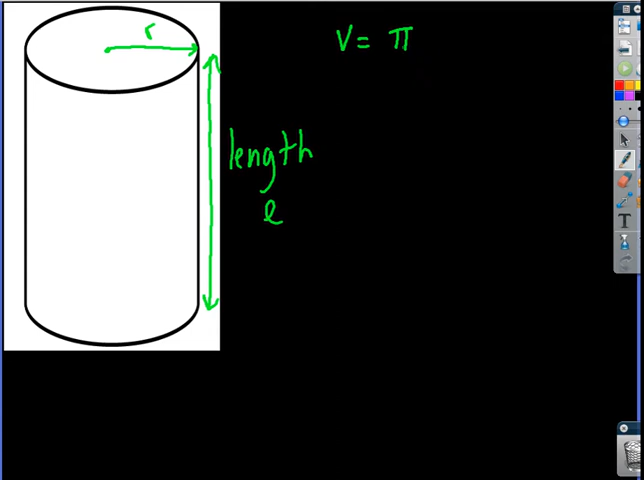 r
V = π
length
l